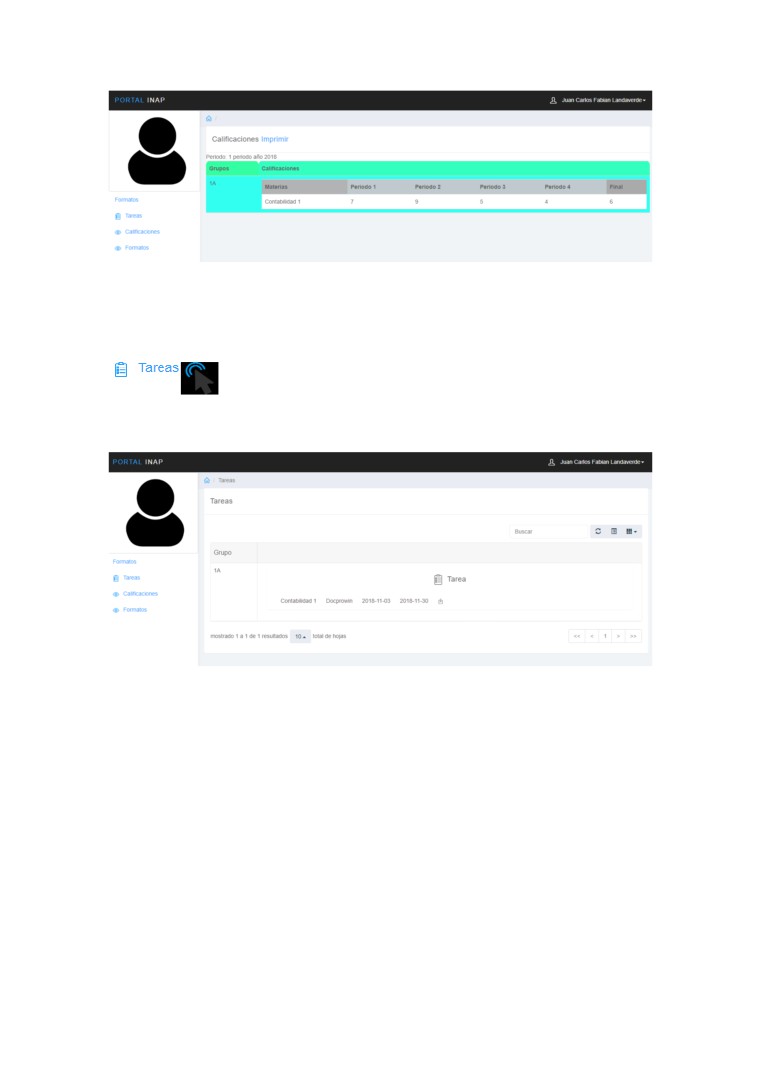 PORTAL INAP
Juan Carlos Fabian Landaverde
Calificaciones Imprimir
Periodo: 1 periodo año 2016
Grupos Calificaciones
1A
Materias Periodo 1 Periodo 2 Periodo 3 Periodo 4 Final
Contabilidad 1 7 9 5 4 6
Formatos
Tareas
Calificaciones
Formatos
Tareas
PORTAL INAP
Juan Carlos Fabian Landaverde
/ Tareas
Tareas
Buscar
Grupo
1A
Tarea
Contabilidad 1 Docprowin 2016-11-03 2016-11-30
Formatos
Tareas
Calificaciones
Formatos
mostrado 1 a 1 de 1 resultados 10 total de hojas
<< < 1 > >>